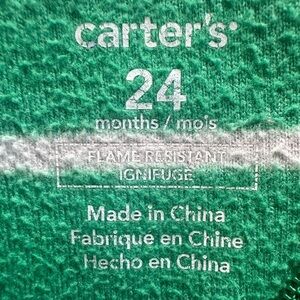 carter's
24
months / mois
FLAME RESISTANT
IGNIFUGE
Made in China
Fabriqué en Chine
Hecho en China